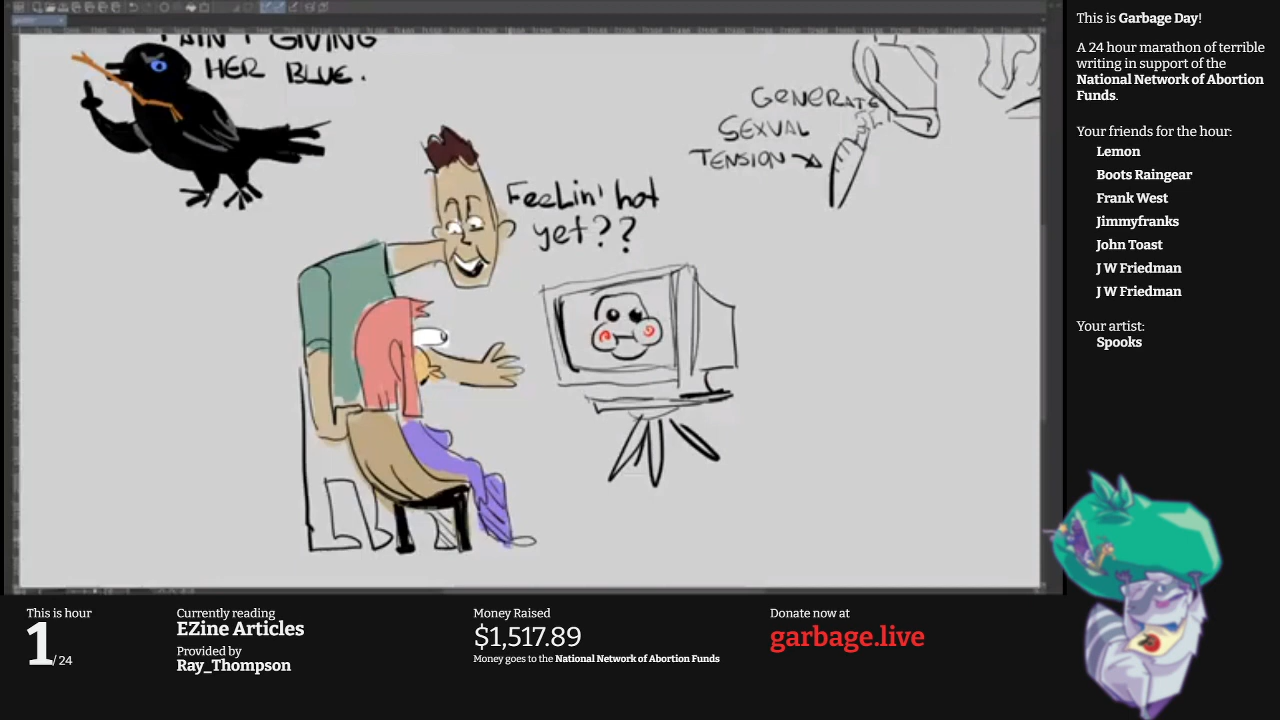 I AIN'T GIVING
HER BLUE.
GENERATE
SEXUAL
TENSION
Feelin' hot
yet??
This is Garbage Day!
A 24 hour marathon of terrible
writing in support of the
National Network of Abortion
Funds.
Your friends for the hour:
Lemon
Boots Raingear
Frank West
Jimmyfranks
John Toast
J W Friedman
J W Friedman
Your artist:
Spooks
This is hour
1 / 24
Currently reading
EZine Articles
Provided by
Ray_Thompson
Money Raised
$1,517.89
Money goes to the National Network of Abortion Funds
Donate now at
garbage.live